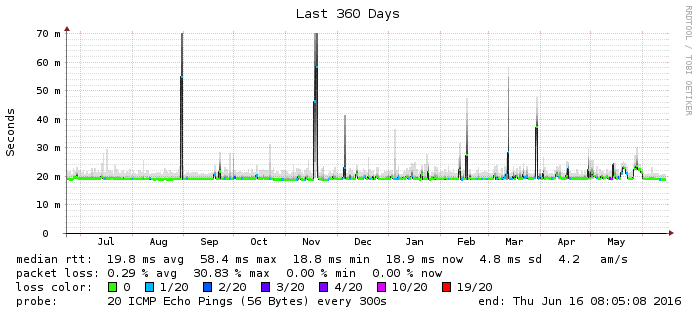 Last 360 Days
RRDTOOL / TOBI OETIKER
Seconds
70 m
60 m
50 m
40 m
30 m
20 m
10 m
0
Jul Aug Sep Oct Nov Dec Jan Feb Mar Apr May
median rtt: 19.8 ms avg 58.4 ms max 18.8 ms min 18.9 ms now 4.8 ms sd 4.2 am/s
packet loss: 0.29 % avg 30.83 % max 0.00 % min 0.00 % now
loss color: 0 1/20 2/20 3/20 4/20 10/20 19/20
probe: 20 ICMP Echo Pings (56 Bytes) every 300s end: Thu Jun 16 08:05:08 2016